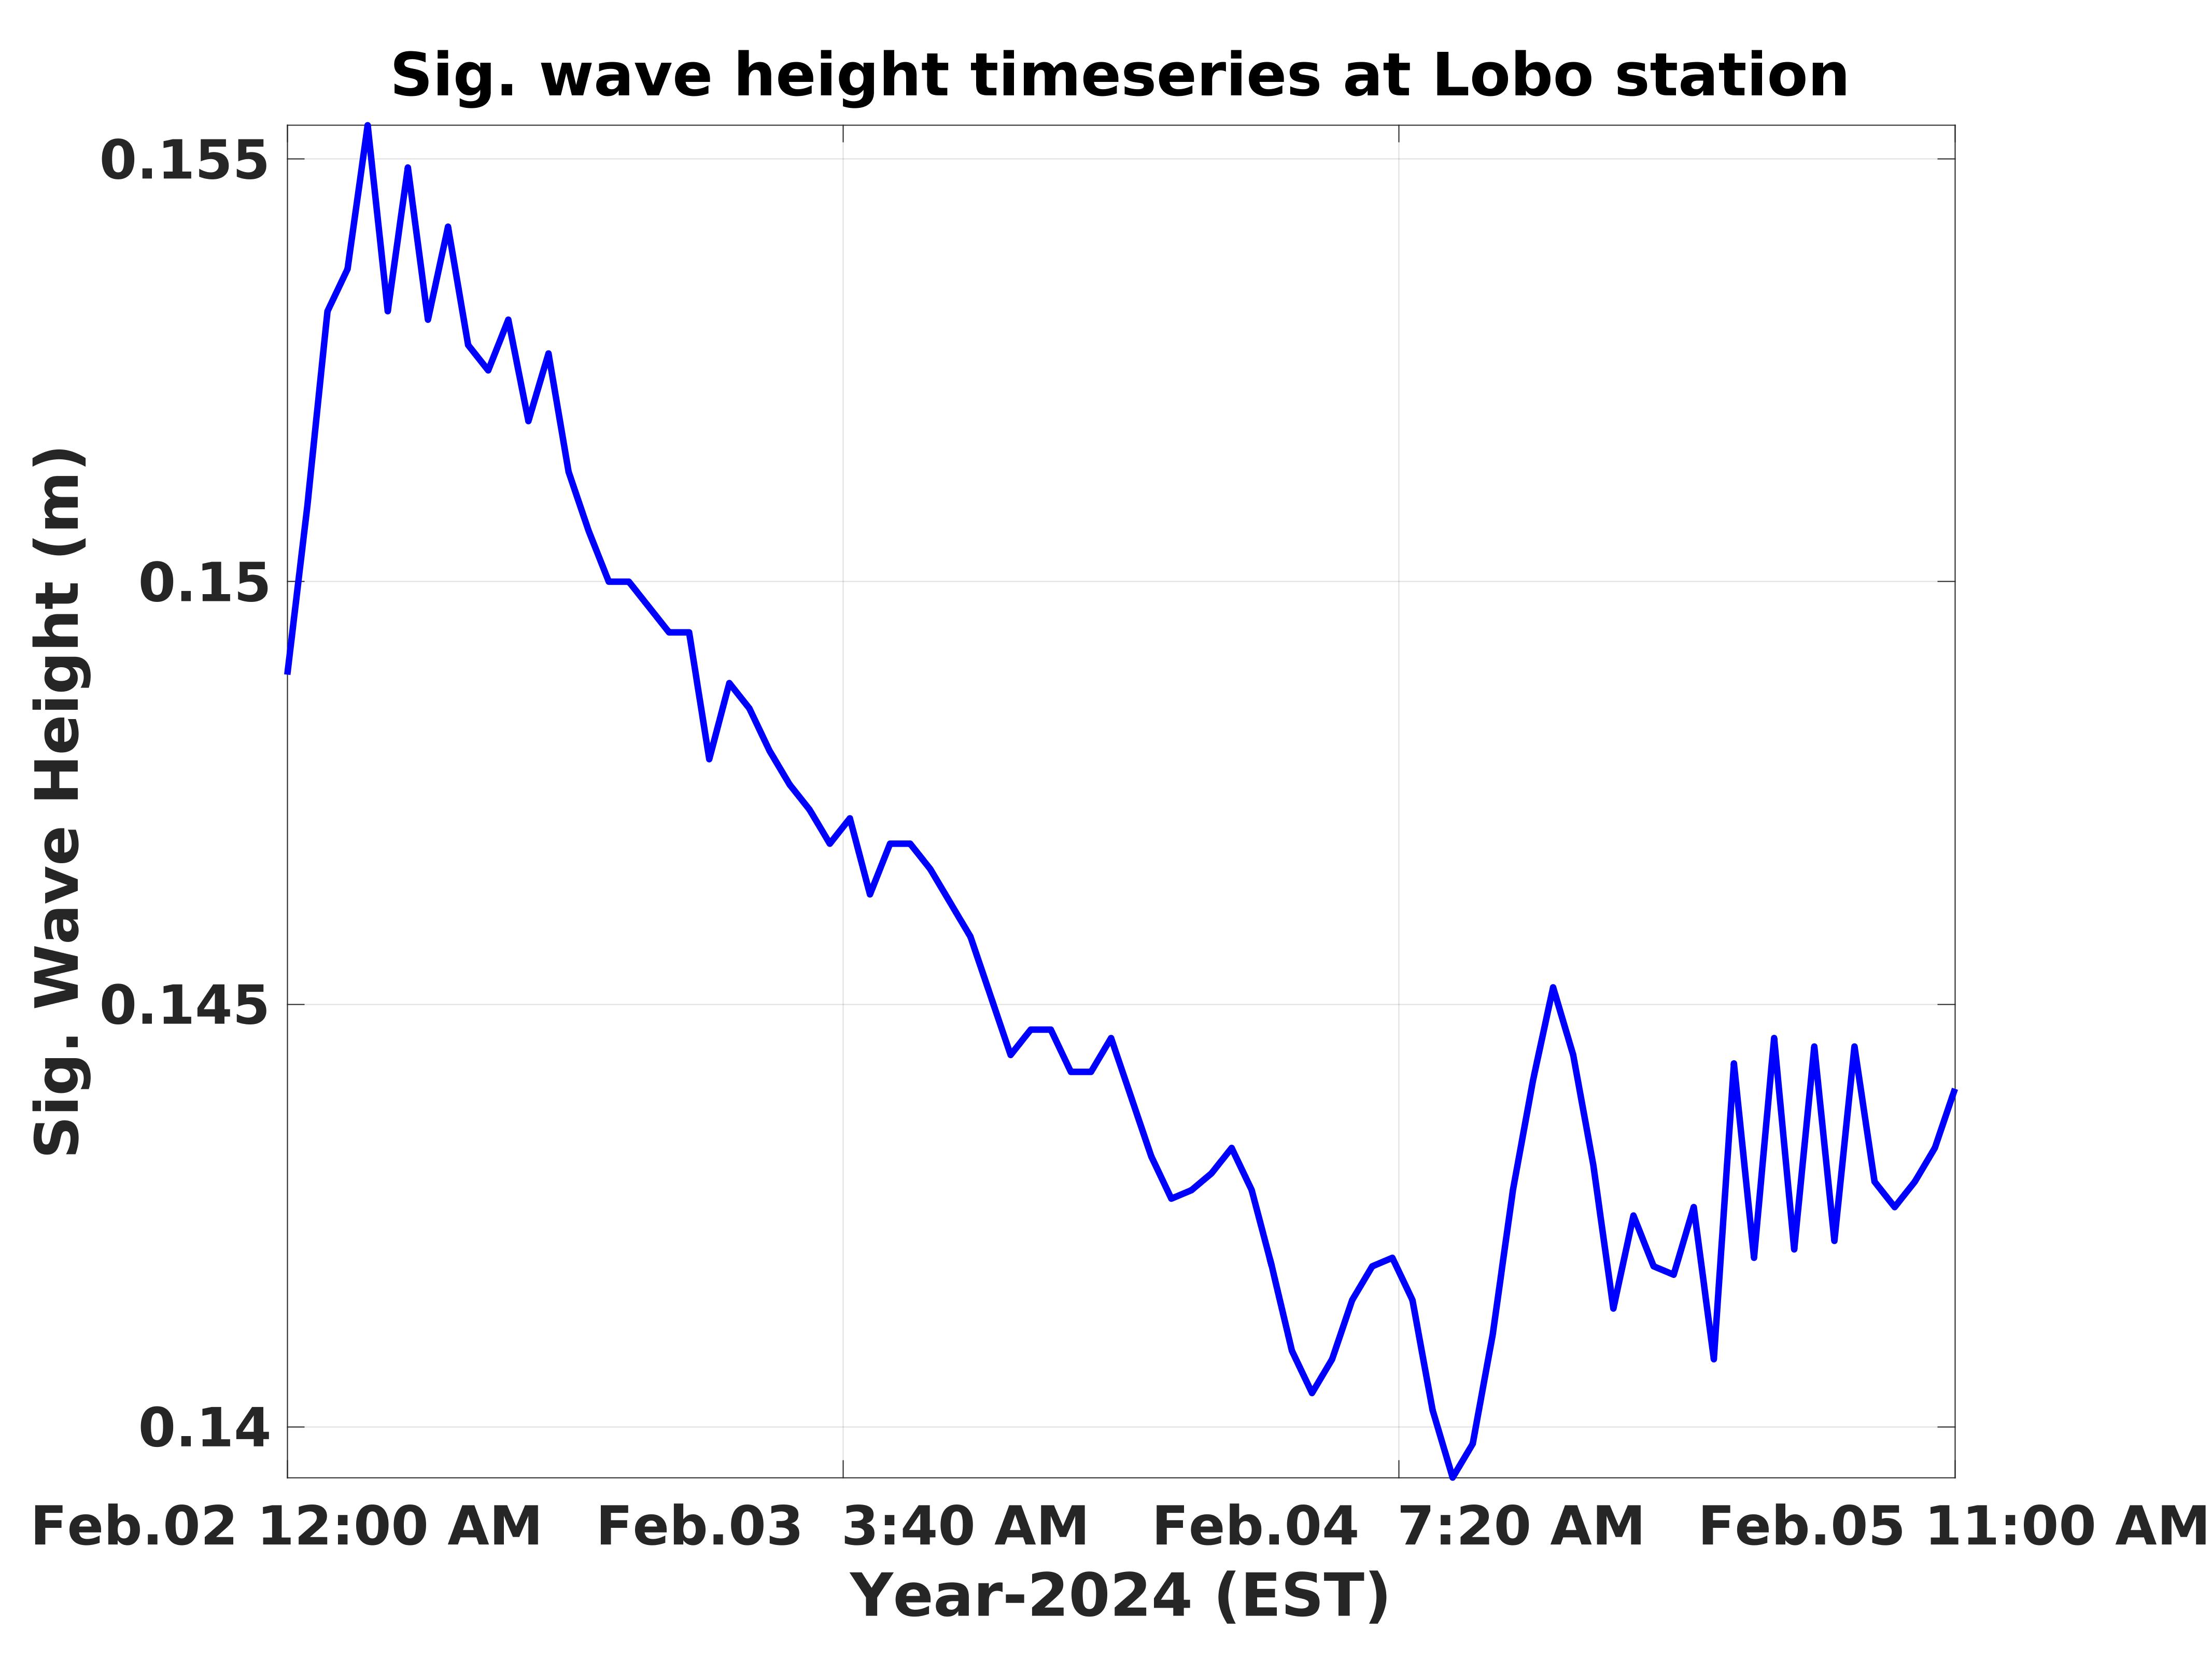 Sig. wave height timeseries at Lobo station
0.155
0.15
0.145
0.14
Sig. Wave Height (m)
Feb.02 12:00 AM Feb.03 3:40 AM Feb.04 7:20 AM Feb.05 11:00 AM
Year-2024 (EST)